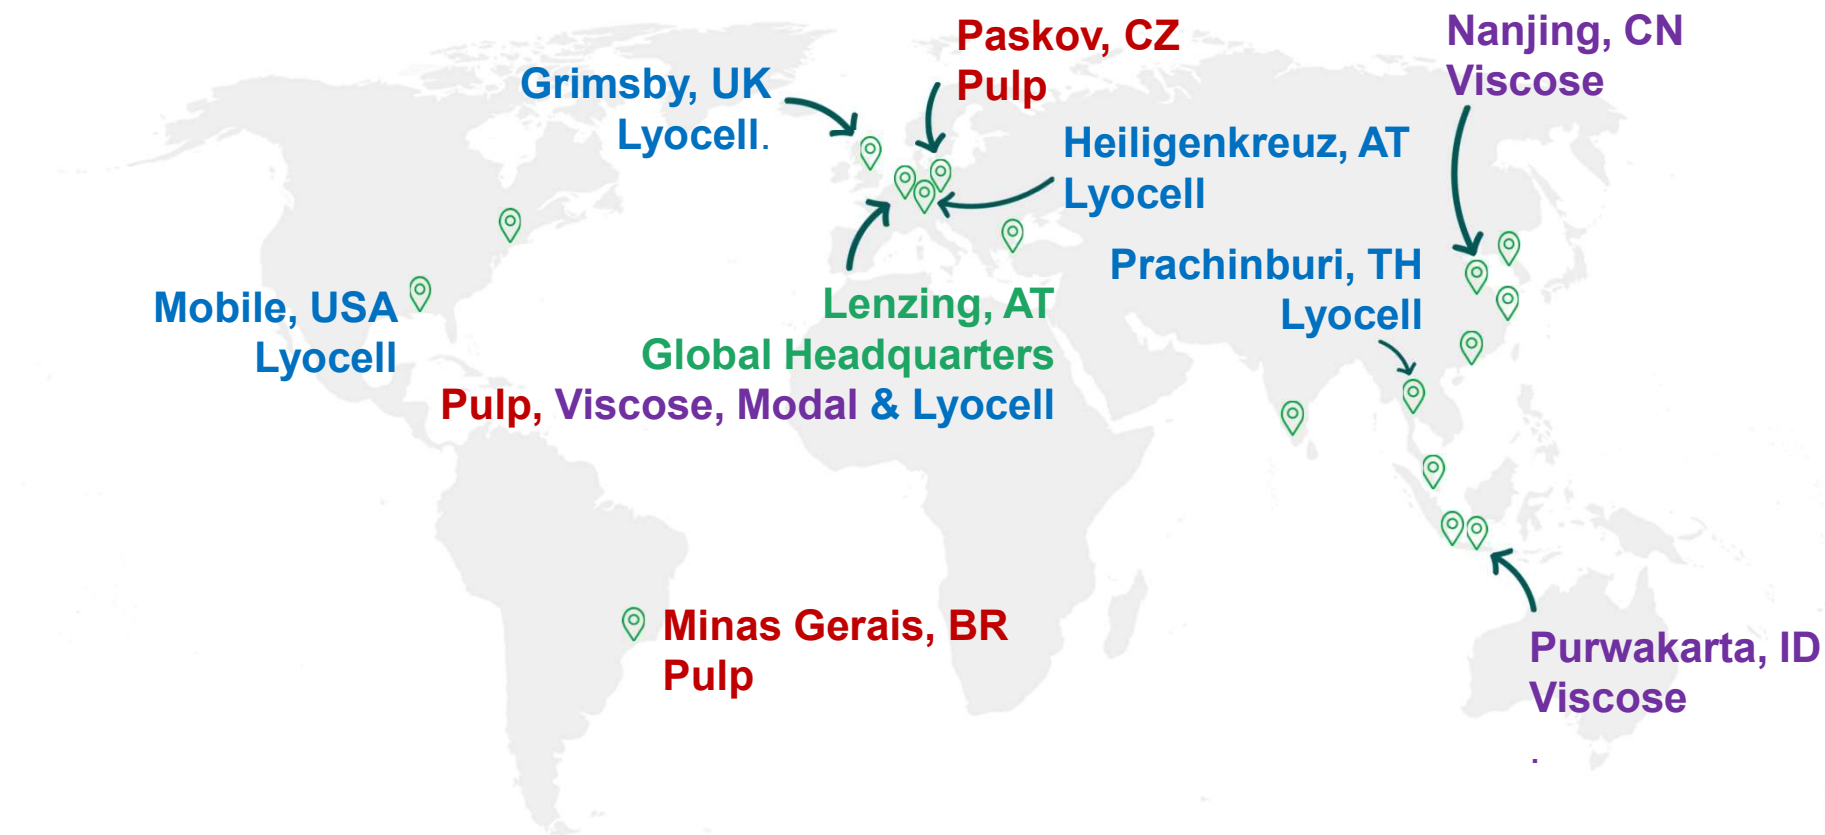 Paskov, CZ
Pulp
Nanjing, CN
Viscose
Grimsby, UK
Lyocell.
Heiligenkreuz, AT
Lyocell
Prachinburi, TH
Lyocell
Mobile, USA
Lyocell
Lenzing, AT
Global Headquarters
Pulp, Viscose, Modal & Lyocell
Minas Gerais, BR
Pulp
Purwakarta, ID
Viscose
.